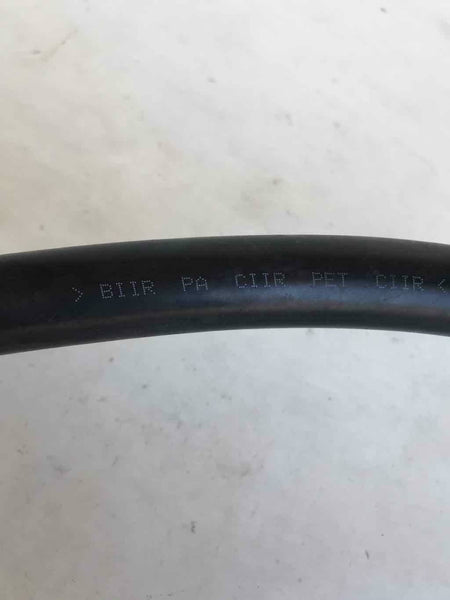 > BIIR PA CIIR PET CIIR <